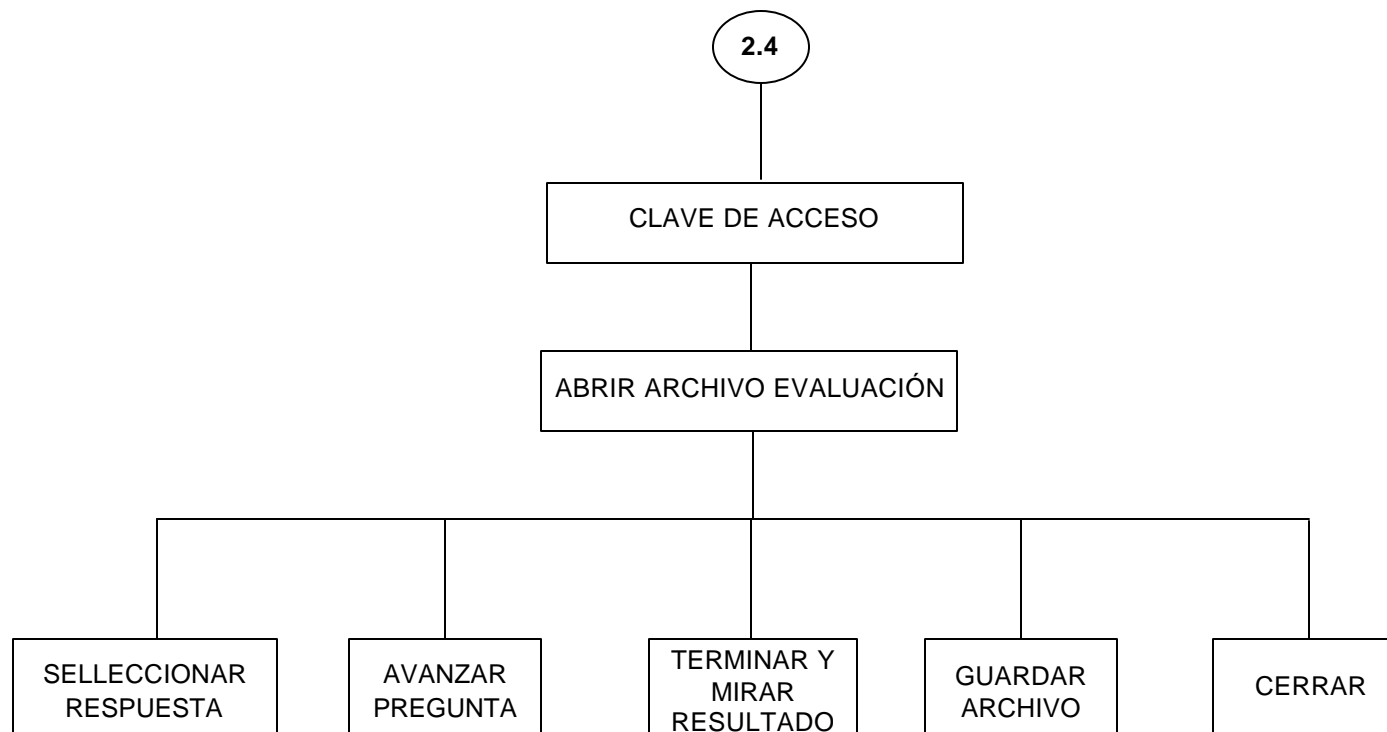 2.4
CLAVE DE ACCESO
ABRIR ARCHIVO EVALUACIÓN
SELLECCIONAR
RESPUESTA
AVANZAR
PREGUNTA
TERMINAR Y
MIRAR
RESULTADO
GUARDAR
ARCHIVO
CERRAR